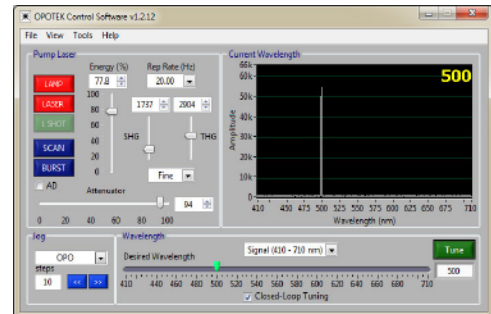 OPOTEK Control Software v1.2.12
File View Tools Help
Pump Laser
Energy (%) Rep Rate (Hz)
LAMP 77.8 20.00
100
LASER 80 1737 2904
1 SHOT 60
SHG THG
SCAN 40
20
BURST 0 Fine
AD Attenuator
94
0 20 40 60 80 100
Current Wavelength
500
66k
60k
50k
40k
30k
20k
10k
0
Amplitude
410 450 475 500 525 550 575 600 625 650 675 710
Wavelength (nm)
Jog
OPO
steps
10 << >>
Wavelength
Desired Wavelength Signal (410 - 710 nm) Tune
500
410 440 460 480 500 520 540 560 580 600 620 640 660 680 710
Closed-Loop Tuning